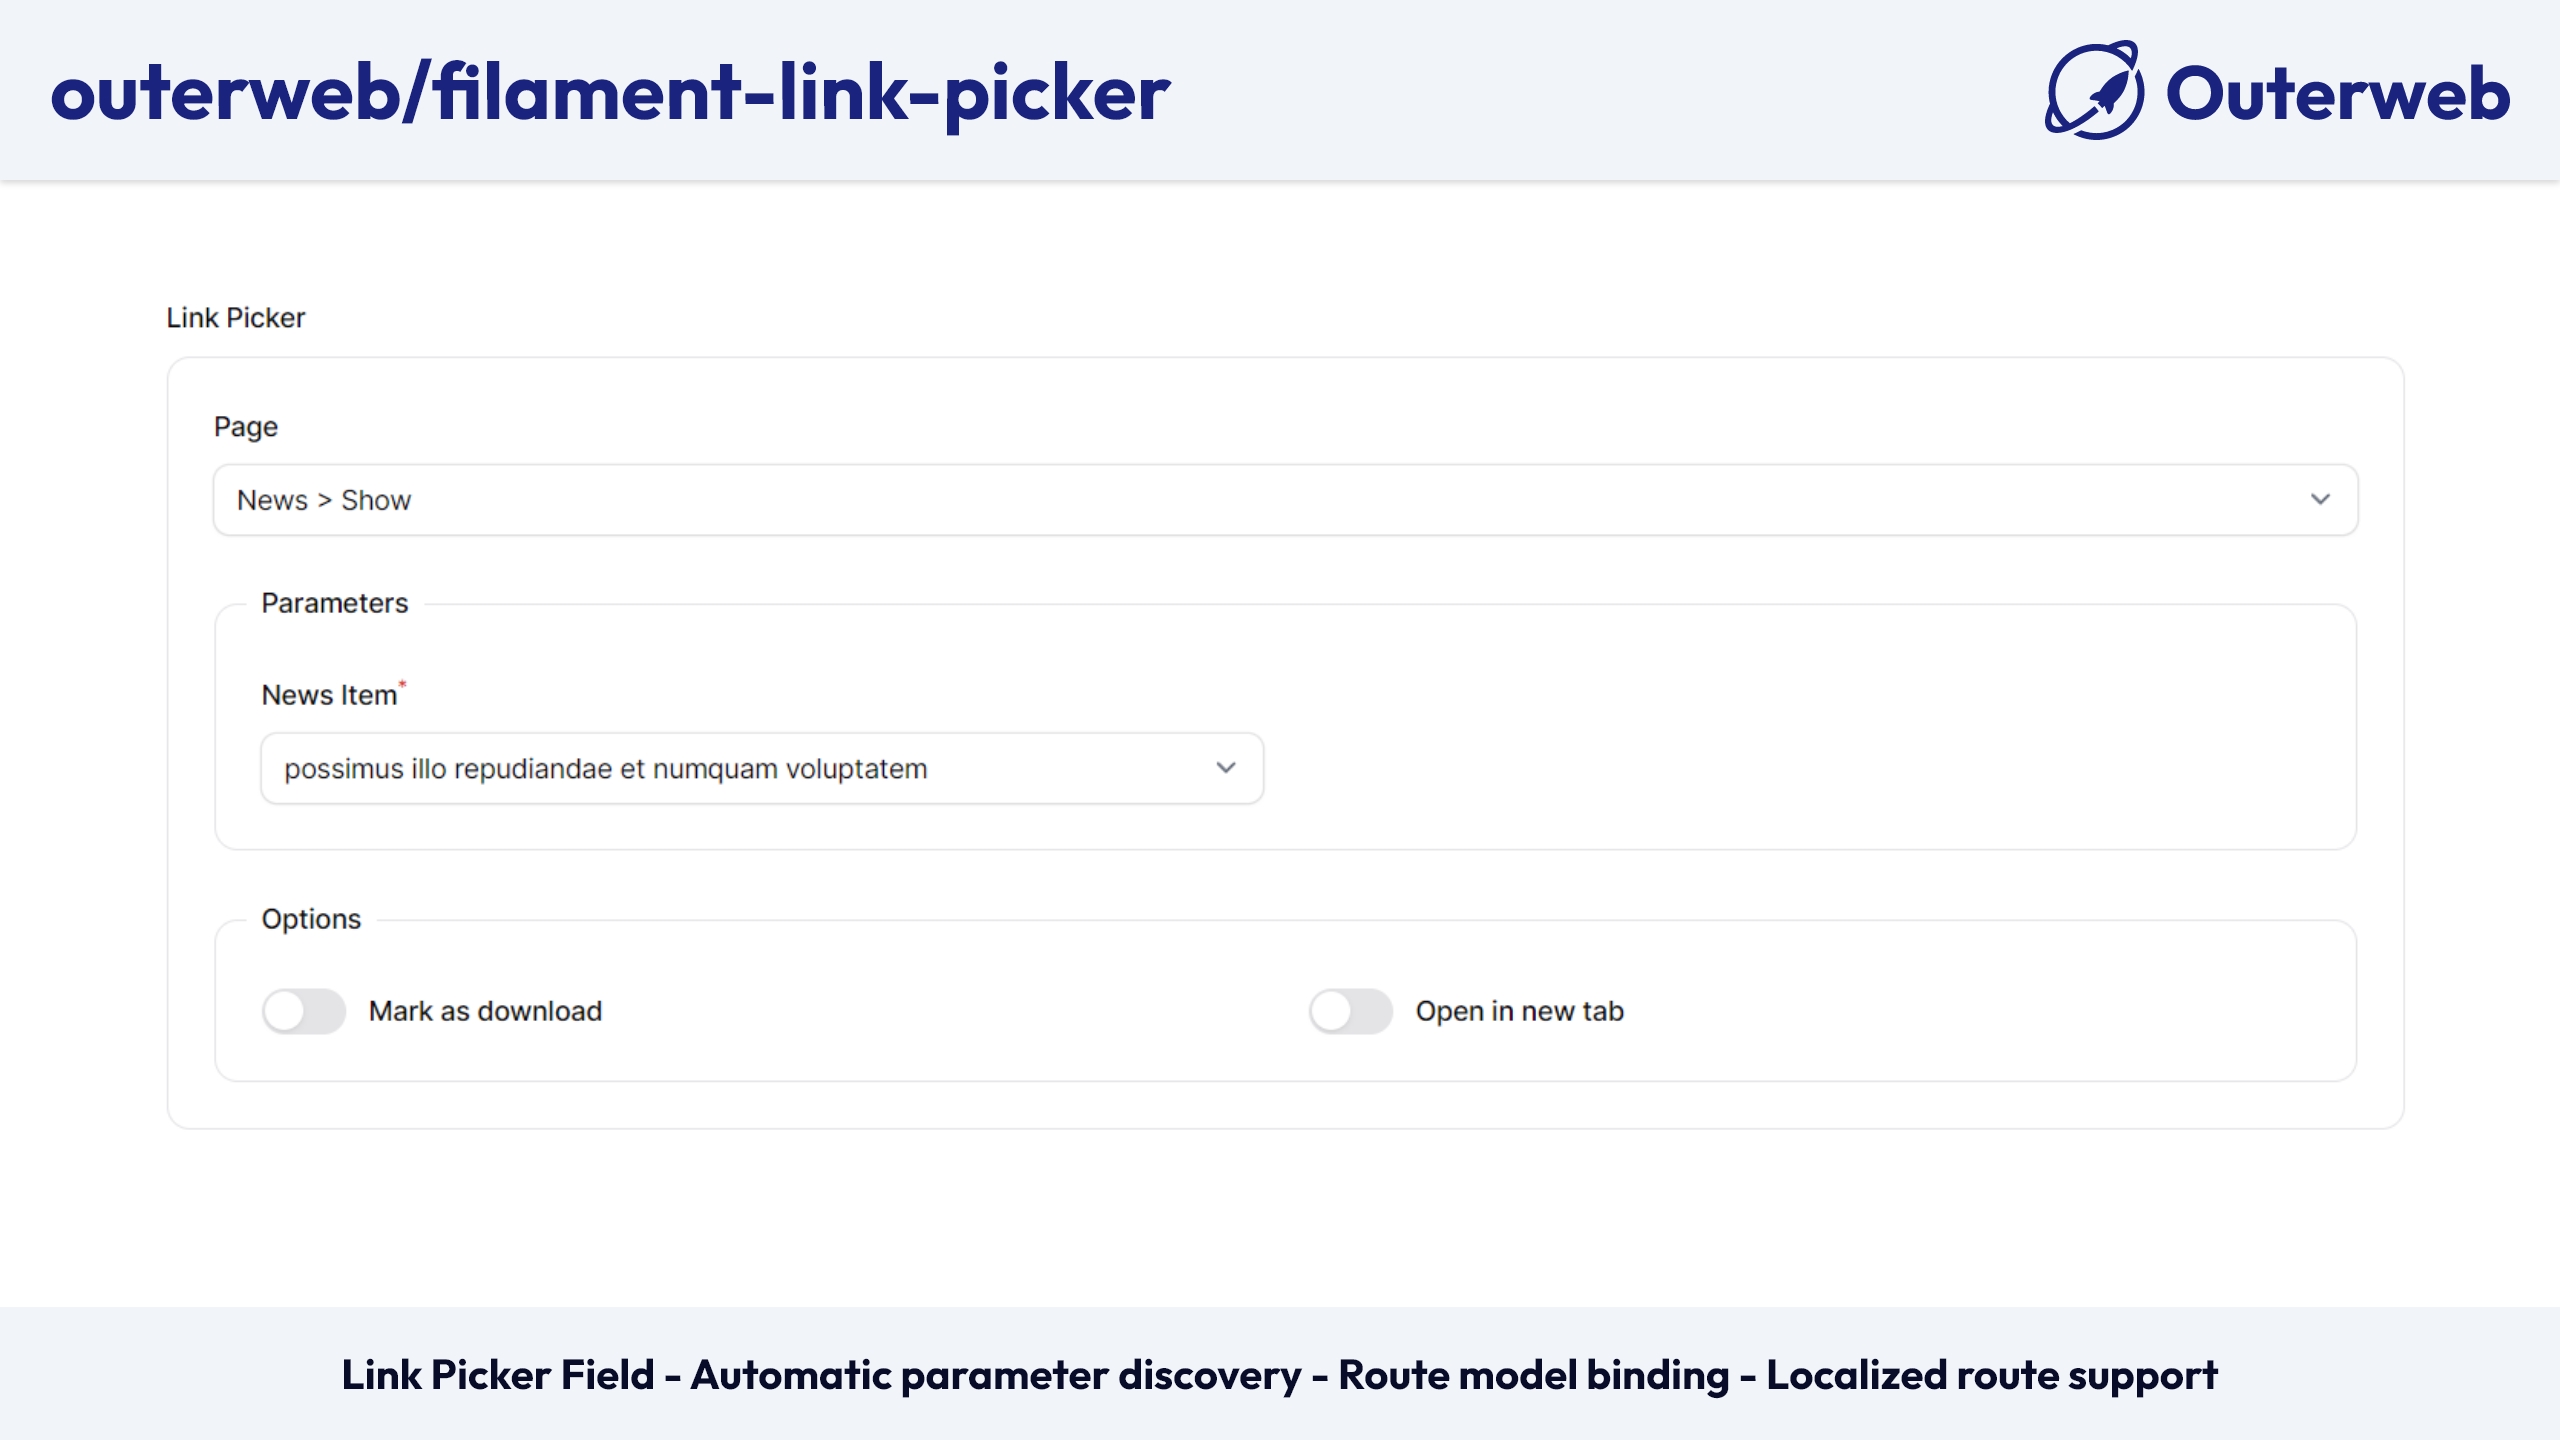 outerweb/filament-link-picker
Outerweb
Link Picker
Page
News > Show
Parameters
News Item*
possimus illo repudiandae et numquam voluptatem
Options
Mark as download
Open in new tab
Link Picker Field - Automatic parameter discovery - Route model binding - Localized route support